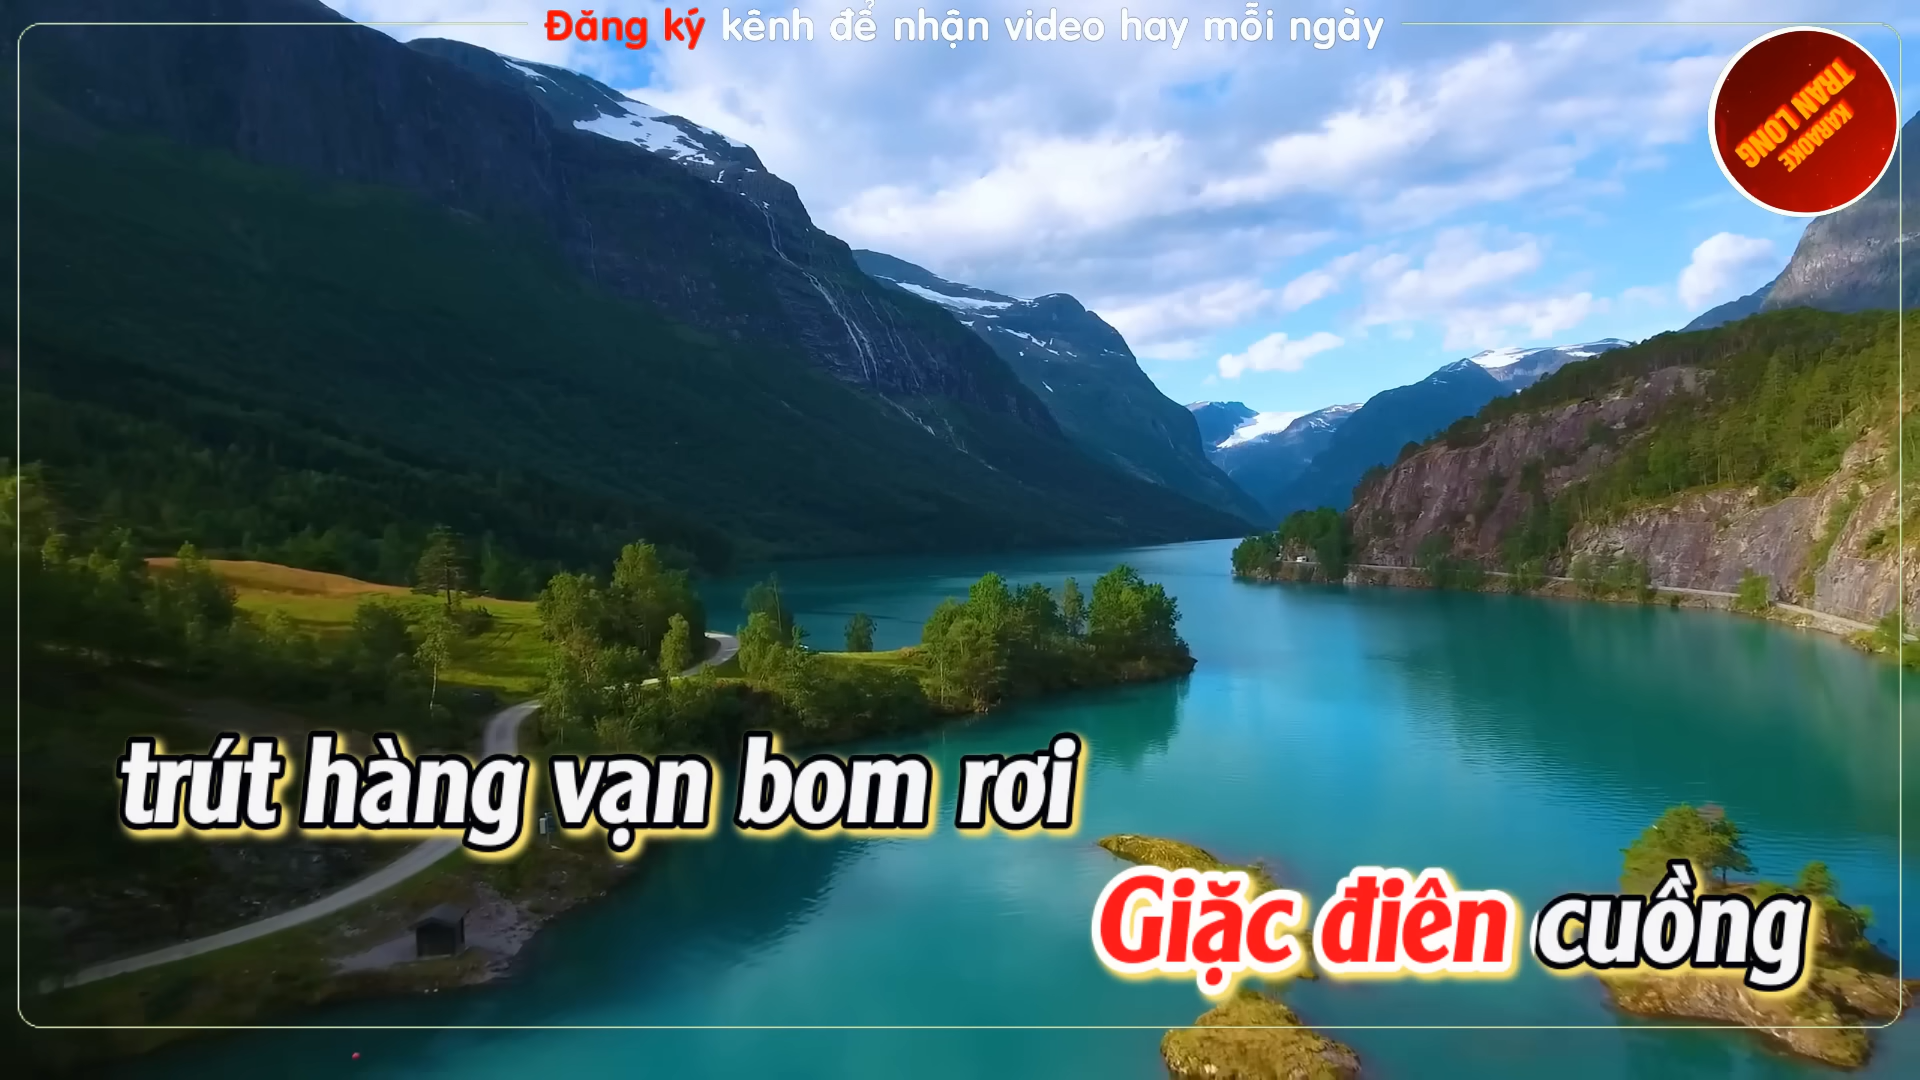 Đăng ký kênh để nhận video hay mỗi ngày
KARAOKE
TRAN LONG
trút hàng vạn bom rơi
Giặc điên cuồng